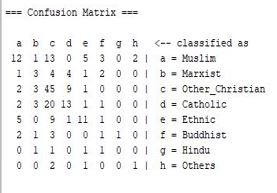 === Confusion Matrix ===
a b c d e f g h <-- classified as
12 1 13 0 5 3 0 2 | a = Muslim
1 3 4 4 1 2 0 0 | b = Marxist
2 3 45 9 1 0 0 0 | c = Other_Christian
2 3 20 13 1 1 0 0 | d = Catholic
5 0 9 1 11 1 0 0 | e = Ethnic
2 1 3 0 0 1 1 0 | f = Buddhist
0 1 1 0 1 1 0 0 | g = Hindu
0 0 2 0 1 0 0 1 | h = Others